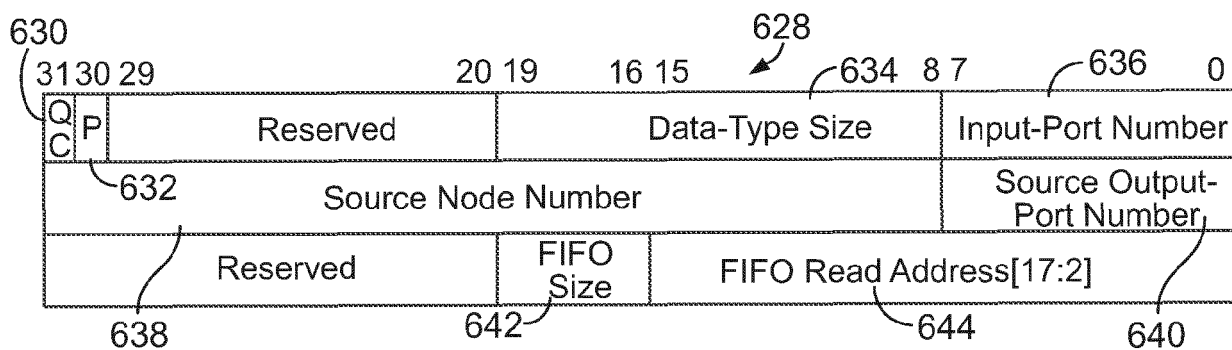 630
628
31 30 29 20 19 16 15 634 8 7 636 0
Q
C
P
Reserved
Data-Type Size
Input-Port Number
632
Source Node Number
Source Output-
Port Number
Reserved
FIFO
Size
FIFO Read Address[17:2]
638
642
644
640